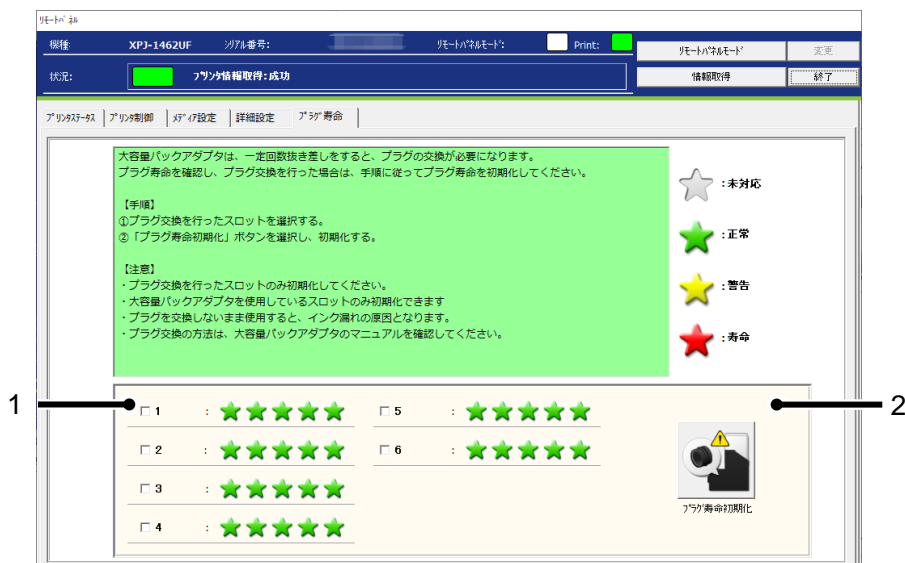 リモートパネル
機種: XPJ-1462UF シリアル番号: リモートパネルモード: Print:
リモートパネルモード 変更
状況: プリンタ情報取得:成功
情報取得 終了
プリンタステータス プリンタ制御 メディア設定 詳細設定 プラグ寿命
大容量パックアダプタは、一定回数抜き差しをすると、プラグの交換が必要になります。
プラグ寿命を確認し、プラグ交換を行った場合は、手順に従ってプラグ寿命を初期化してください。
【手順】
①プラグ交換を行ったスロットを選択する。
②「プラグ寿命初期化」ボタンを選択し、初期化する。
【注意】
・プラグ交換を行ったスロットのみ初期化してください。
・大容量パックアダプタを使用しているスロットのみ初期化できます
・プラグを交換しないまま使用すると、インク漏れの原因となります。
・プラグ交換の方法は、大容量パックアダプタのマニュアルを確認してください。
:未対応
:正常
:警告
:寿命
1
2
1 :
5 :
2 :
6 :
3 :
4 :
プラグ寿命初期化